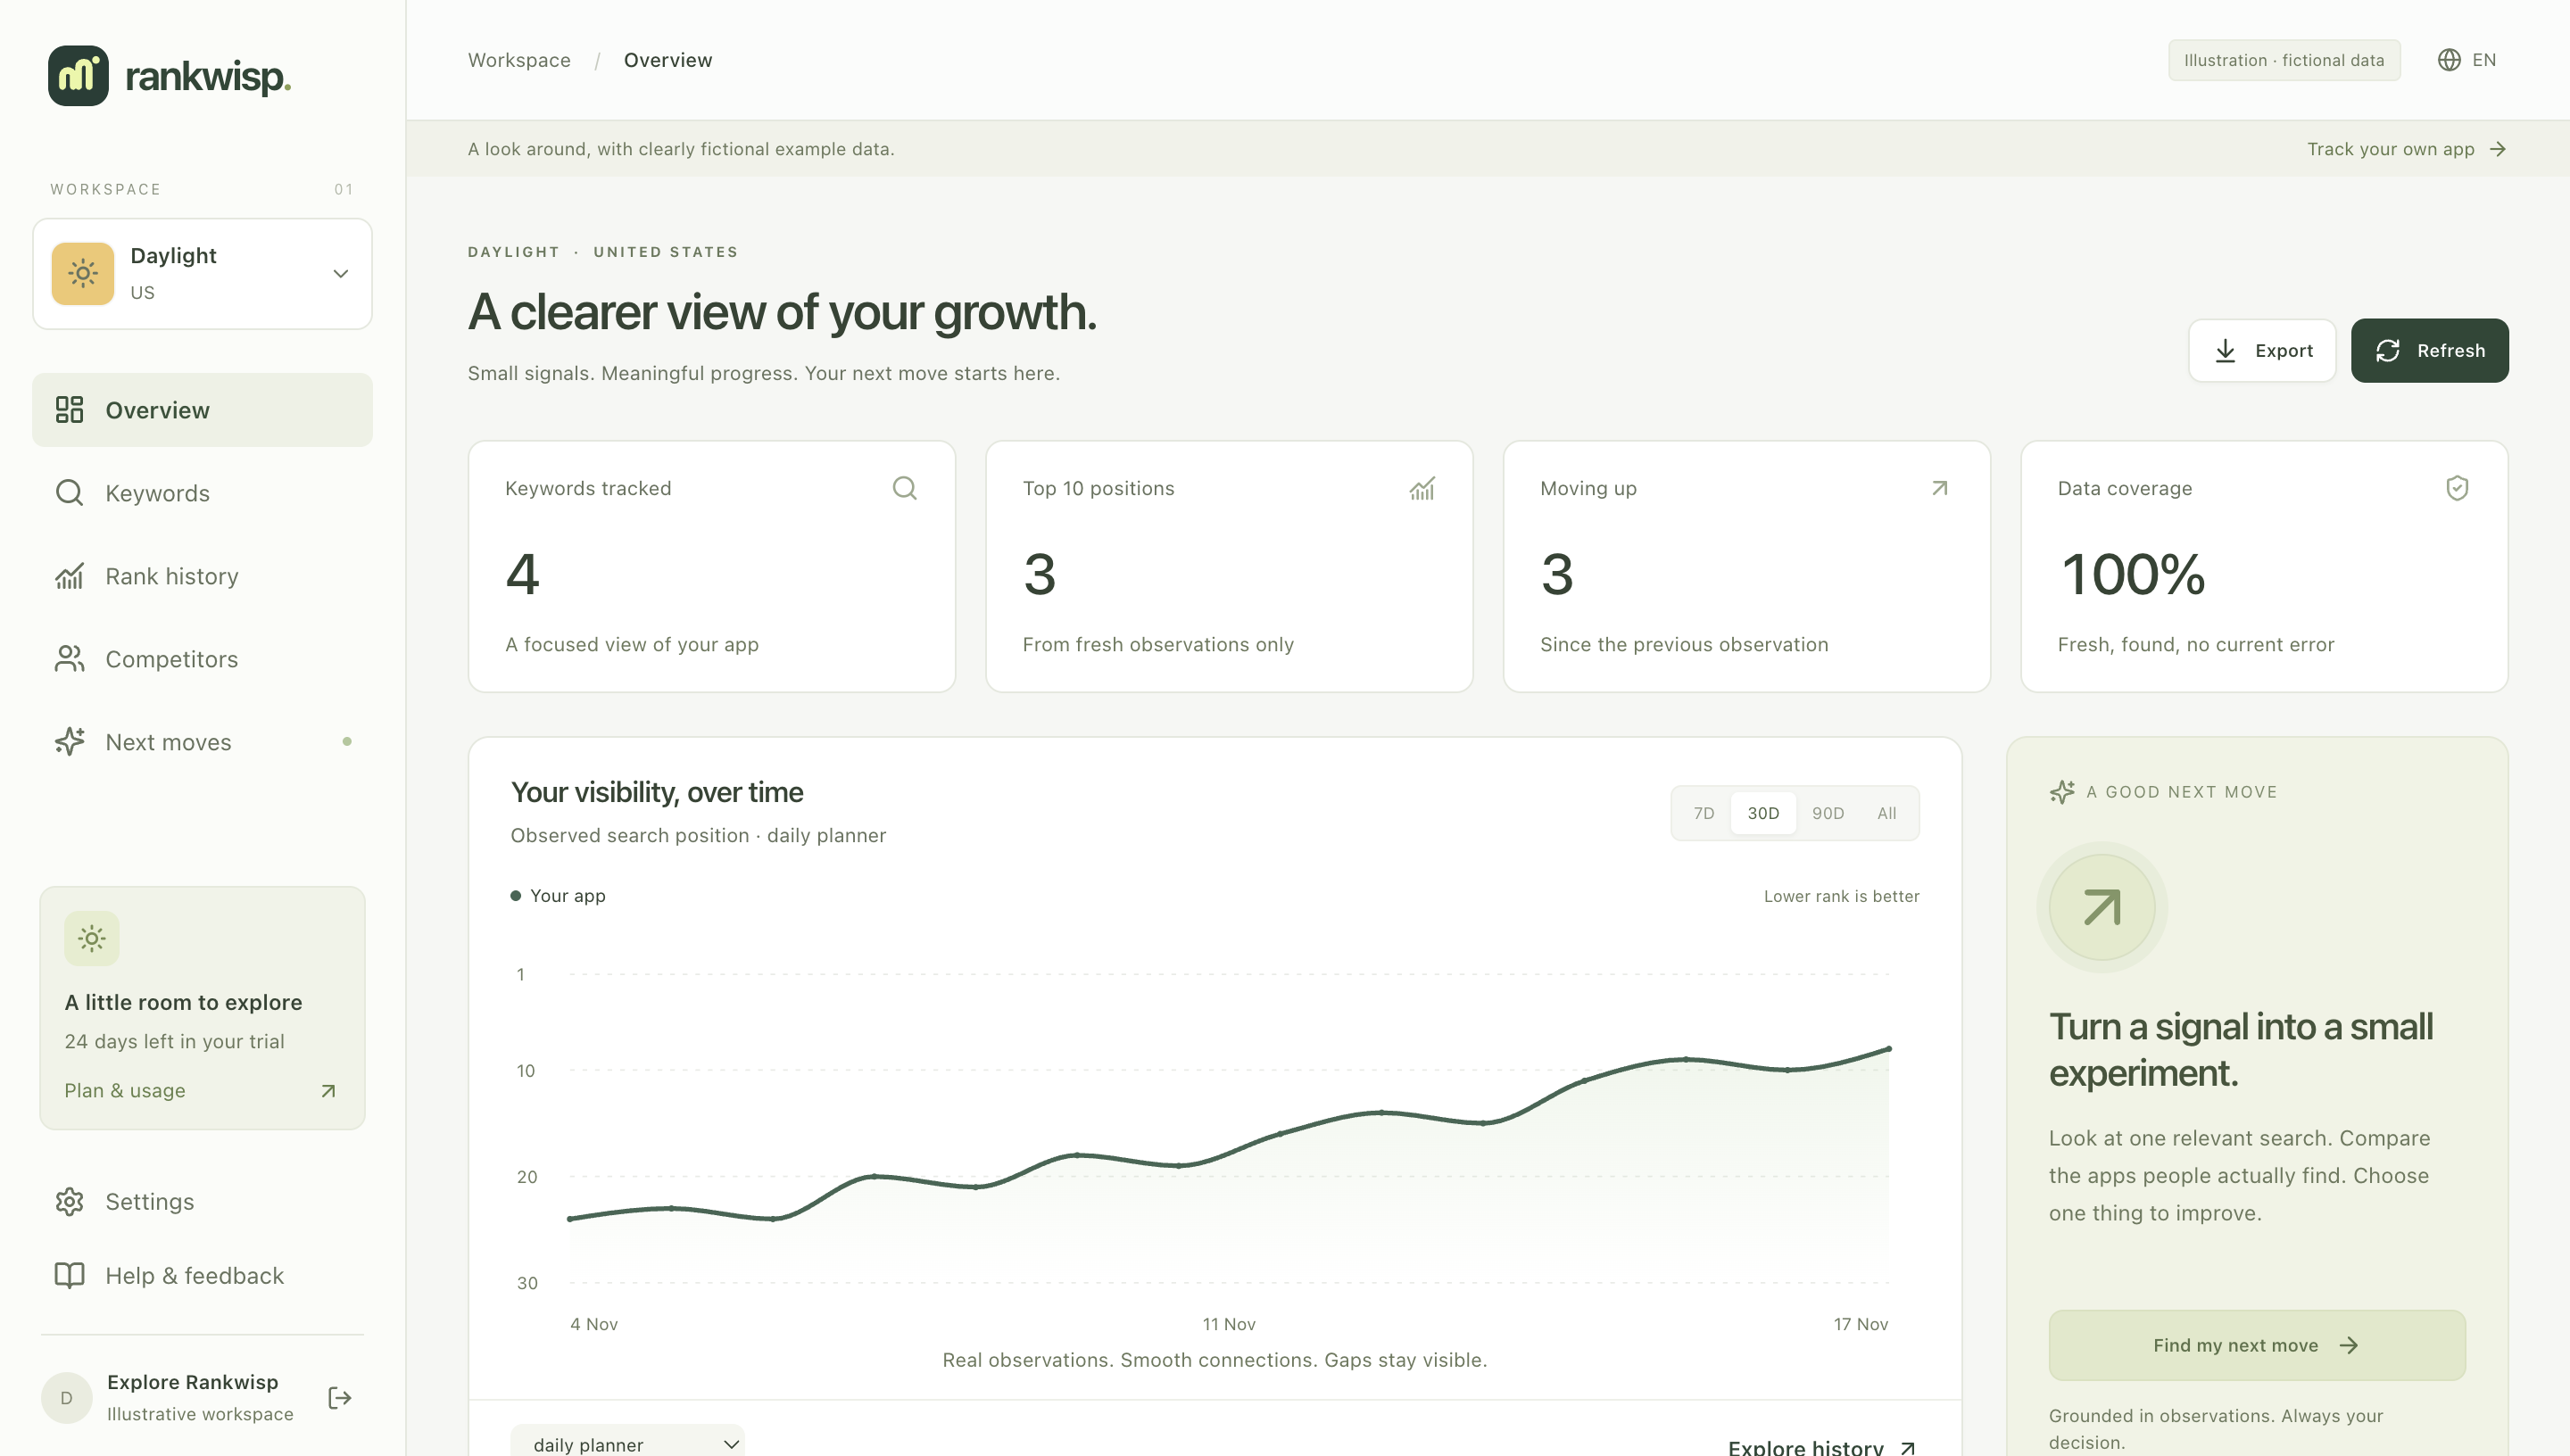 rankwisp.
WORKSPACE 01
Daylight
US
Overview
Keywords
Rank history
Competitors
Next moves
A little room to explore
24 days left in your trial
Plan & usage
Settings
Help & feedback
D
Explore Rankwisp
Illustrative workspace
Workspace / Overview
Illustration · fictional data
EN
A look around, with clearly fictional example data.
Track your own app
DAYLIGHT · UNITED STATES
A clearer view of your growth.
Small signals. Meaningful progress. Your next move starts here.
Export
Refresh
Keywords tracked
4
A focused view of your app
Top 10 positions
3
From fresh observations only
Moving up
3
Since the previous observation
Data coverage
100%
Fresh, found, no current error
Your visibility, over time
Observed search position · daily planner
7D 30D 90D All
Your app
Lower rank is better
1
10
20
30
4 Nov 11 Nov 17 Nov
Real observations. Smooth connections. Gaps stay visible.
daily planner
Explore history
A GOOD NEXT MOVE
Turn a signal into a small
experiment.
Look at one relevant search. Compare
the apps people actually find. Choose
one thing to improve.
Find my next move
Grounded in observations. Always your
decision.